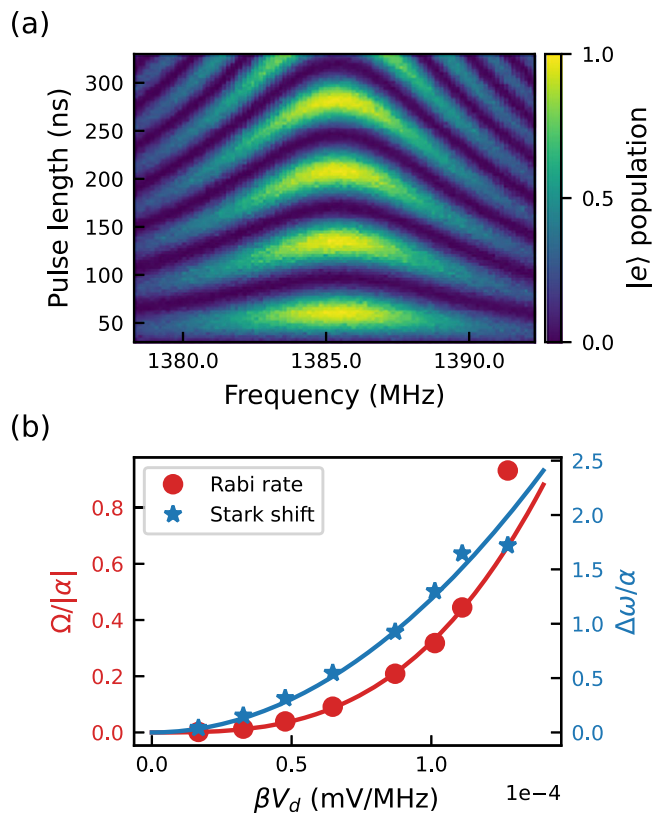 (a)
300
250
200
150
100
50
Pulse length (ns)
1380.0 1385.0 1390.0
Frequency (MHz)
1.0
0.5
0.0
|e⟩ population
(b)
Rabi rate
Stark shift
0.8
0.6
0.4
0.2
0.0
Ω/|α|
2.5
2.0
1.5
1.0
0.5
0.0
Δω/α
0.0 0.5 1.0
1e−4
βV_d (mV/MHz)